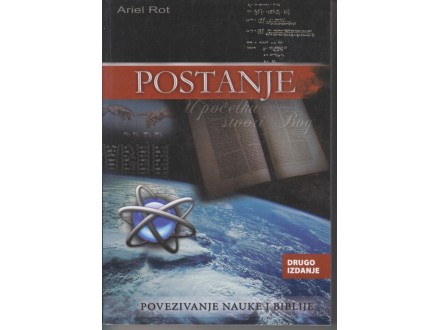 Ariel Rot
POSTANJE
U početku
stvori Bog
DRUGO
IZDANJE
POVEZIVANJE NAUKE I BIBLIJE